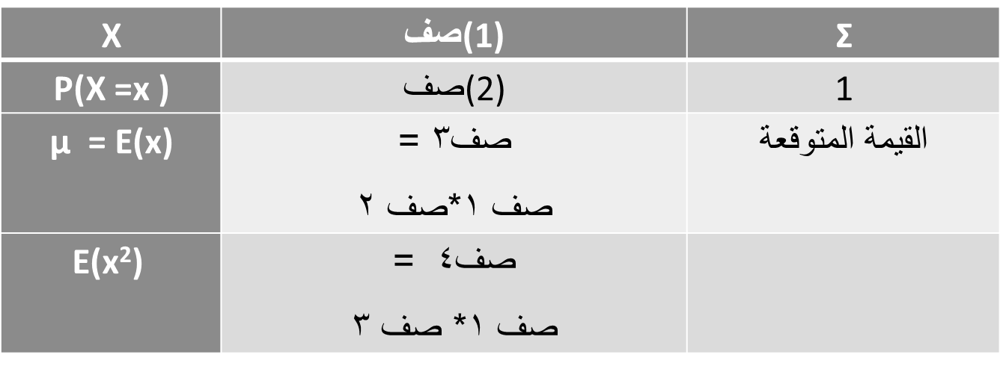 X صف(1) Σ
P(X =x ) صف(2) 1
µ = E(x) صف٣ = القيمة المتوقعة
صف ١*صف ٢
E(x²) صف٤ =
صف ١* صف ٣